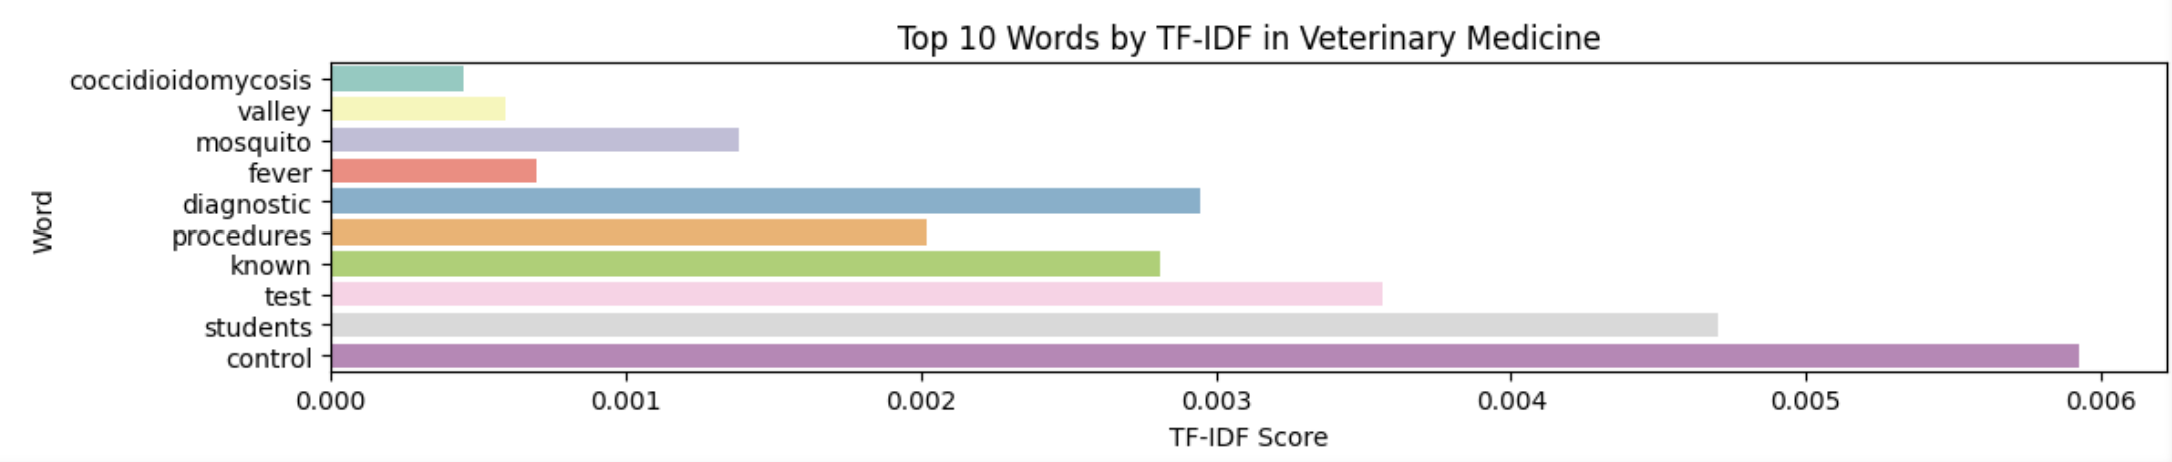 Top 10 Words by TF-IDF in Veterinary Medicine
Word
coccidioidomycosis
valley
mosquito
fever
diagnostic
procedures
known
test
students
control
0.000 0.001 0.002 0.003 0.004 0.005 0.006
TF-IDF Score